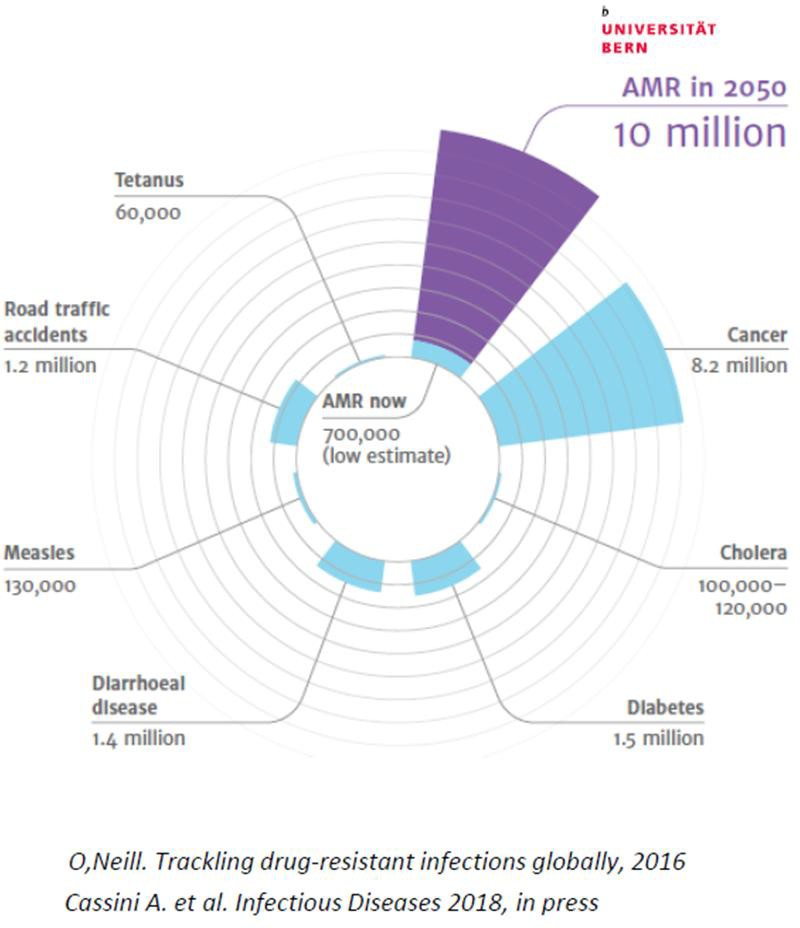 b
UNIVERSITÄT
BERN
AMR in 2050
10 million
Tetanus
60,000
Road traffic
accidents
1.2 million
Cancer
8.2 million
AMR now
700,000
(low estimate)
Measles
130,000
Cholera
100,000–
120,000
Diarrhoeal
disease
1.4 million
Diabetes
1.5 million
O,Neill. Trackling drug-resistant infections globally, 2016
Cassini A. et al. Infectious Diseases 2018, in press